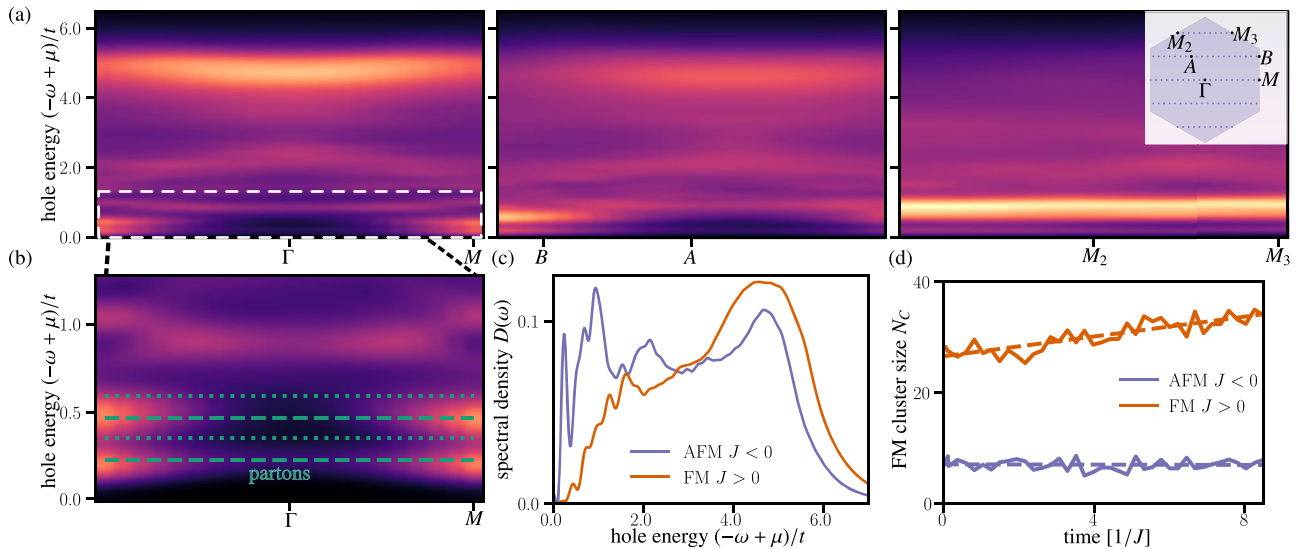 (a)
hole energy (−ω + μ)/t
6.0
4.0
2.0
0.0
Γ
M
B
A
M₂
M₃
M₂
M₃
A
B
Γ
M
(b)
hole energy (−ω + μ)/t
1.0
0.5
0.0
partons
Γ
M
(c)
spectral density D(ω)
0.1
AFM J < 0
FM J > 0
0.0
2.0
4.0
6.0
hole energy (−ω + μ)/t
(d)
FM cluster size N_C
40
20
0
AFM J < 0
FM J > 0
0
4
8
time [1/J]